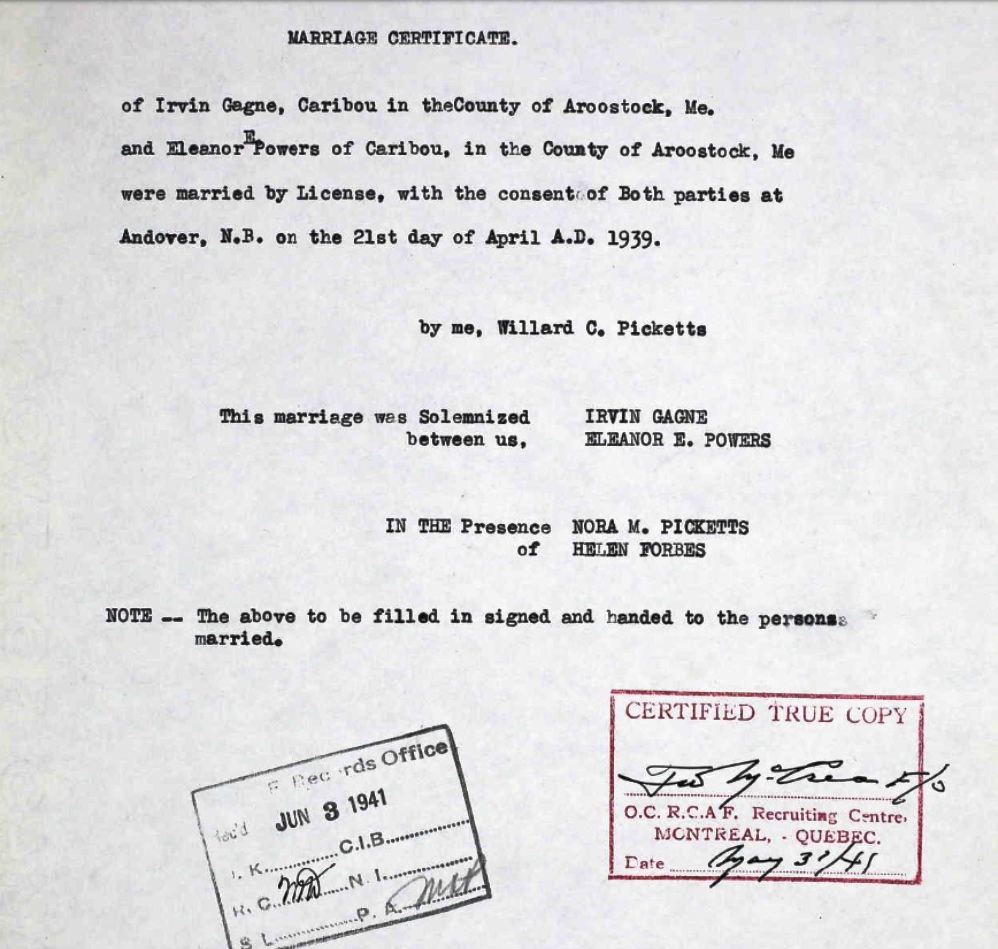 MARRIAGE CERTIFICATE.
of Irvin Gagne, Caribou in theCounty of Aroostock, Me.
E
and Eleanor Powers of Caribou, in the County of Aroostock, Me
were married by License, with the consent of Both parties at
Andover, N.B. on the 21st day of April A.D. 1939.
by me, Willard C. Picketts
This marriage was Solemnized IRVIN GAGNE
between us, ELEANOR E. POWERS
IN THE Presence NORA M. PICKETTS
of HELEN FORBES
NOTE -- The above to be filled in signed and handed to the persons
married.
Records Office
Rec'd JUN 3 1941
K. C.I.B.
R. C. N. I.
S L. P. A.
CERTIFIED TRUE COPY
F/O
O.C. R.C.A F. Recruiting Centre,
MONTREAL, - QUEBEC.
Date May 31/41